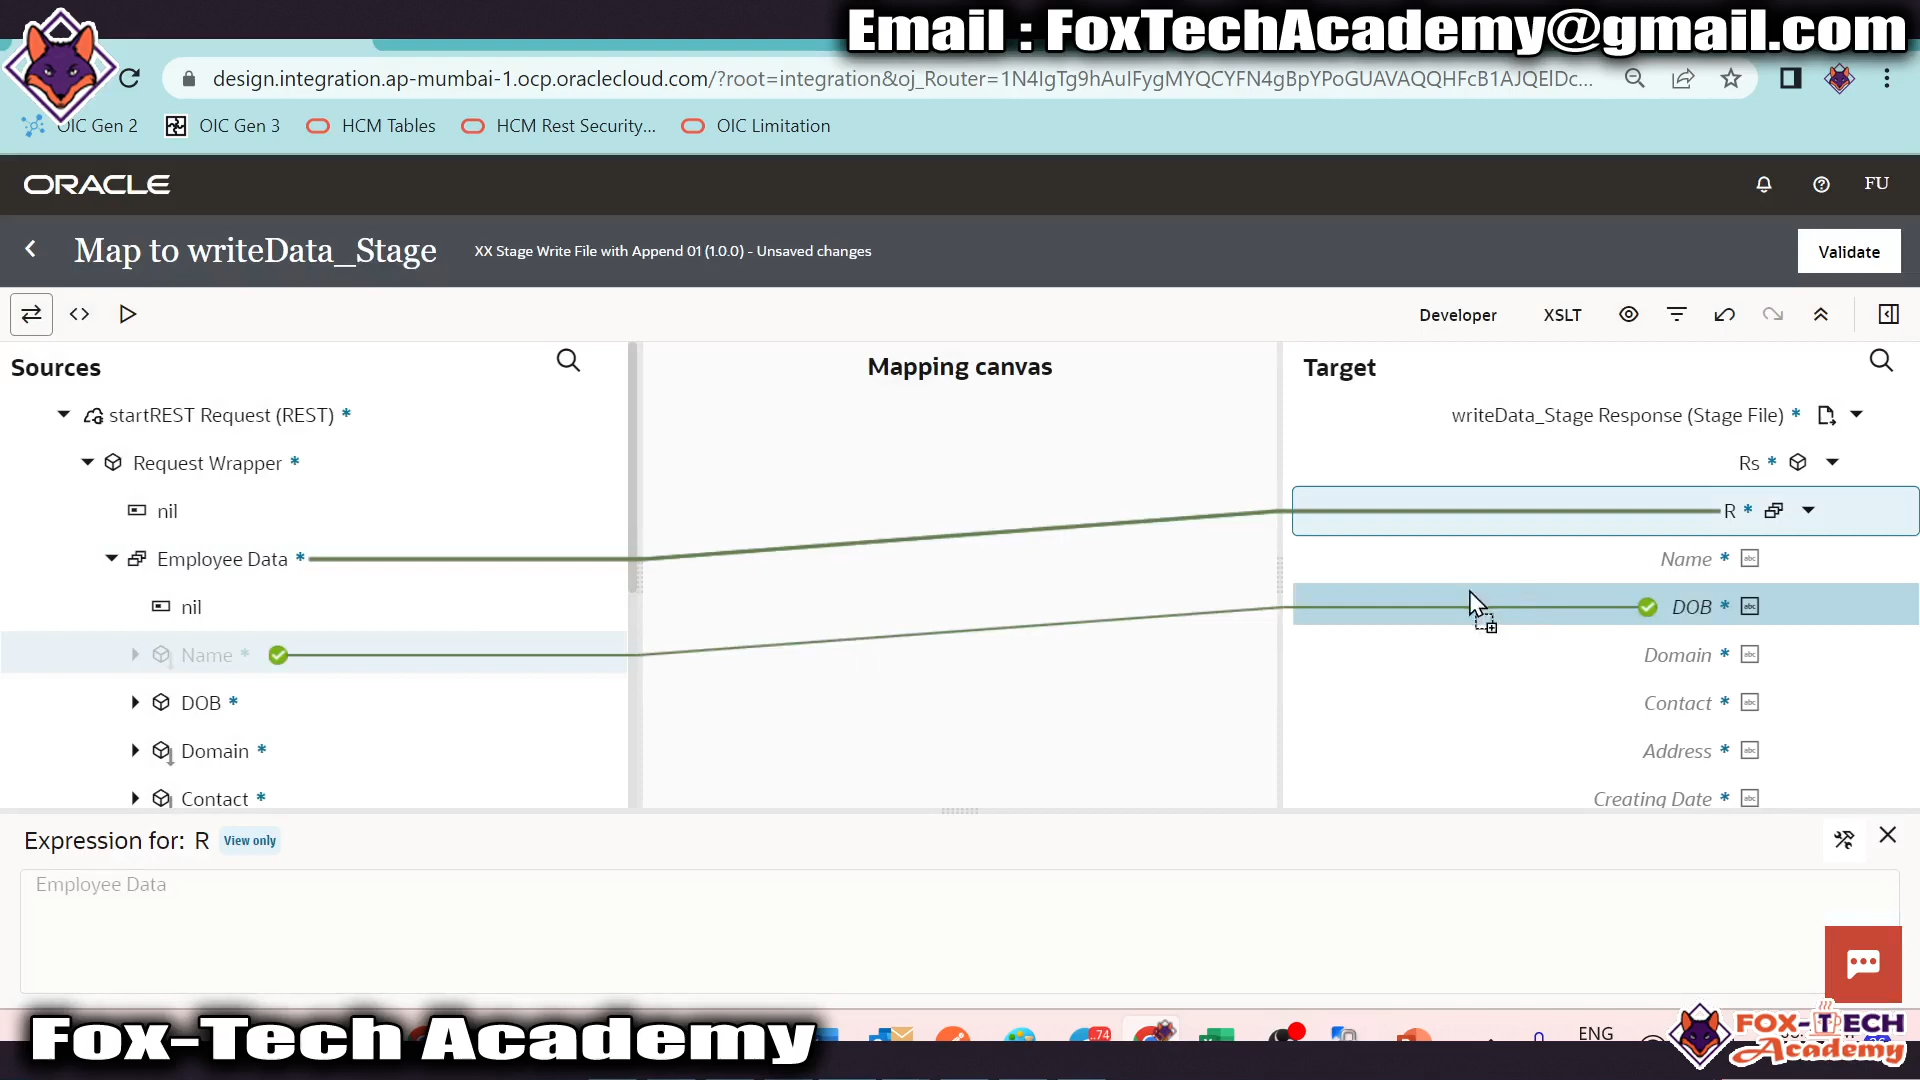 Email : FoxTechAcademy@gmail.com
design.integration.ap-mumbai-1.ocp.oraclecloud.com/?root=integration&oj_Router=1N4IgTg9hAuIFygMYQCYFN4gBpYPoGUAVAQQHFcB1AJQElDc...
OIC Gen 2
OIC Gen 3
HCM Tables
HCM Rest Security...
OIC Limitation
ORACLE
FU
Map to writeData_Stage
XX Stage Write File with Append 01 (1.0.0) - Unsaved changes
Validate
Developer
XSLT
Sources
Mapping canvas
Target
startREST Request (REST) *
writeData_Stage Response (Stage File) *
Request Wrapper *
Rs *
nil
R *
Employee Data *
Name *
nil
DOB *
Name *
Domain *
DOB *
Contact *
Domain *
Address *
Contact *
Creating Date *
Expression for: R
View only
Employee Data
Fox-Tech Academy
74
ENG
FOX-TECH
Academy